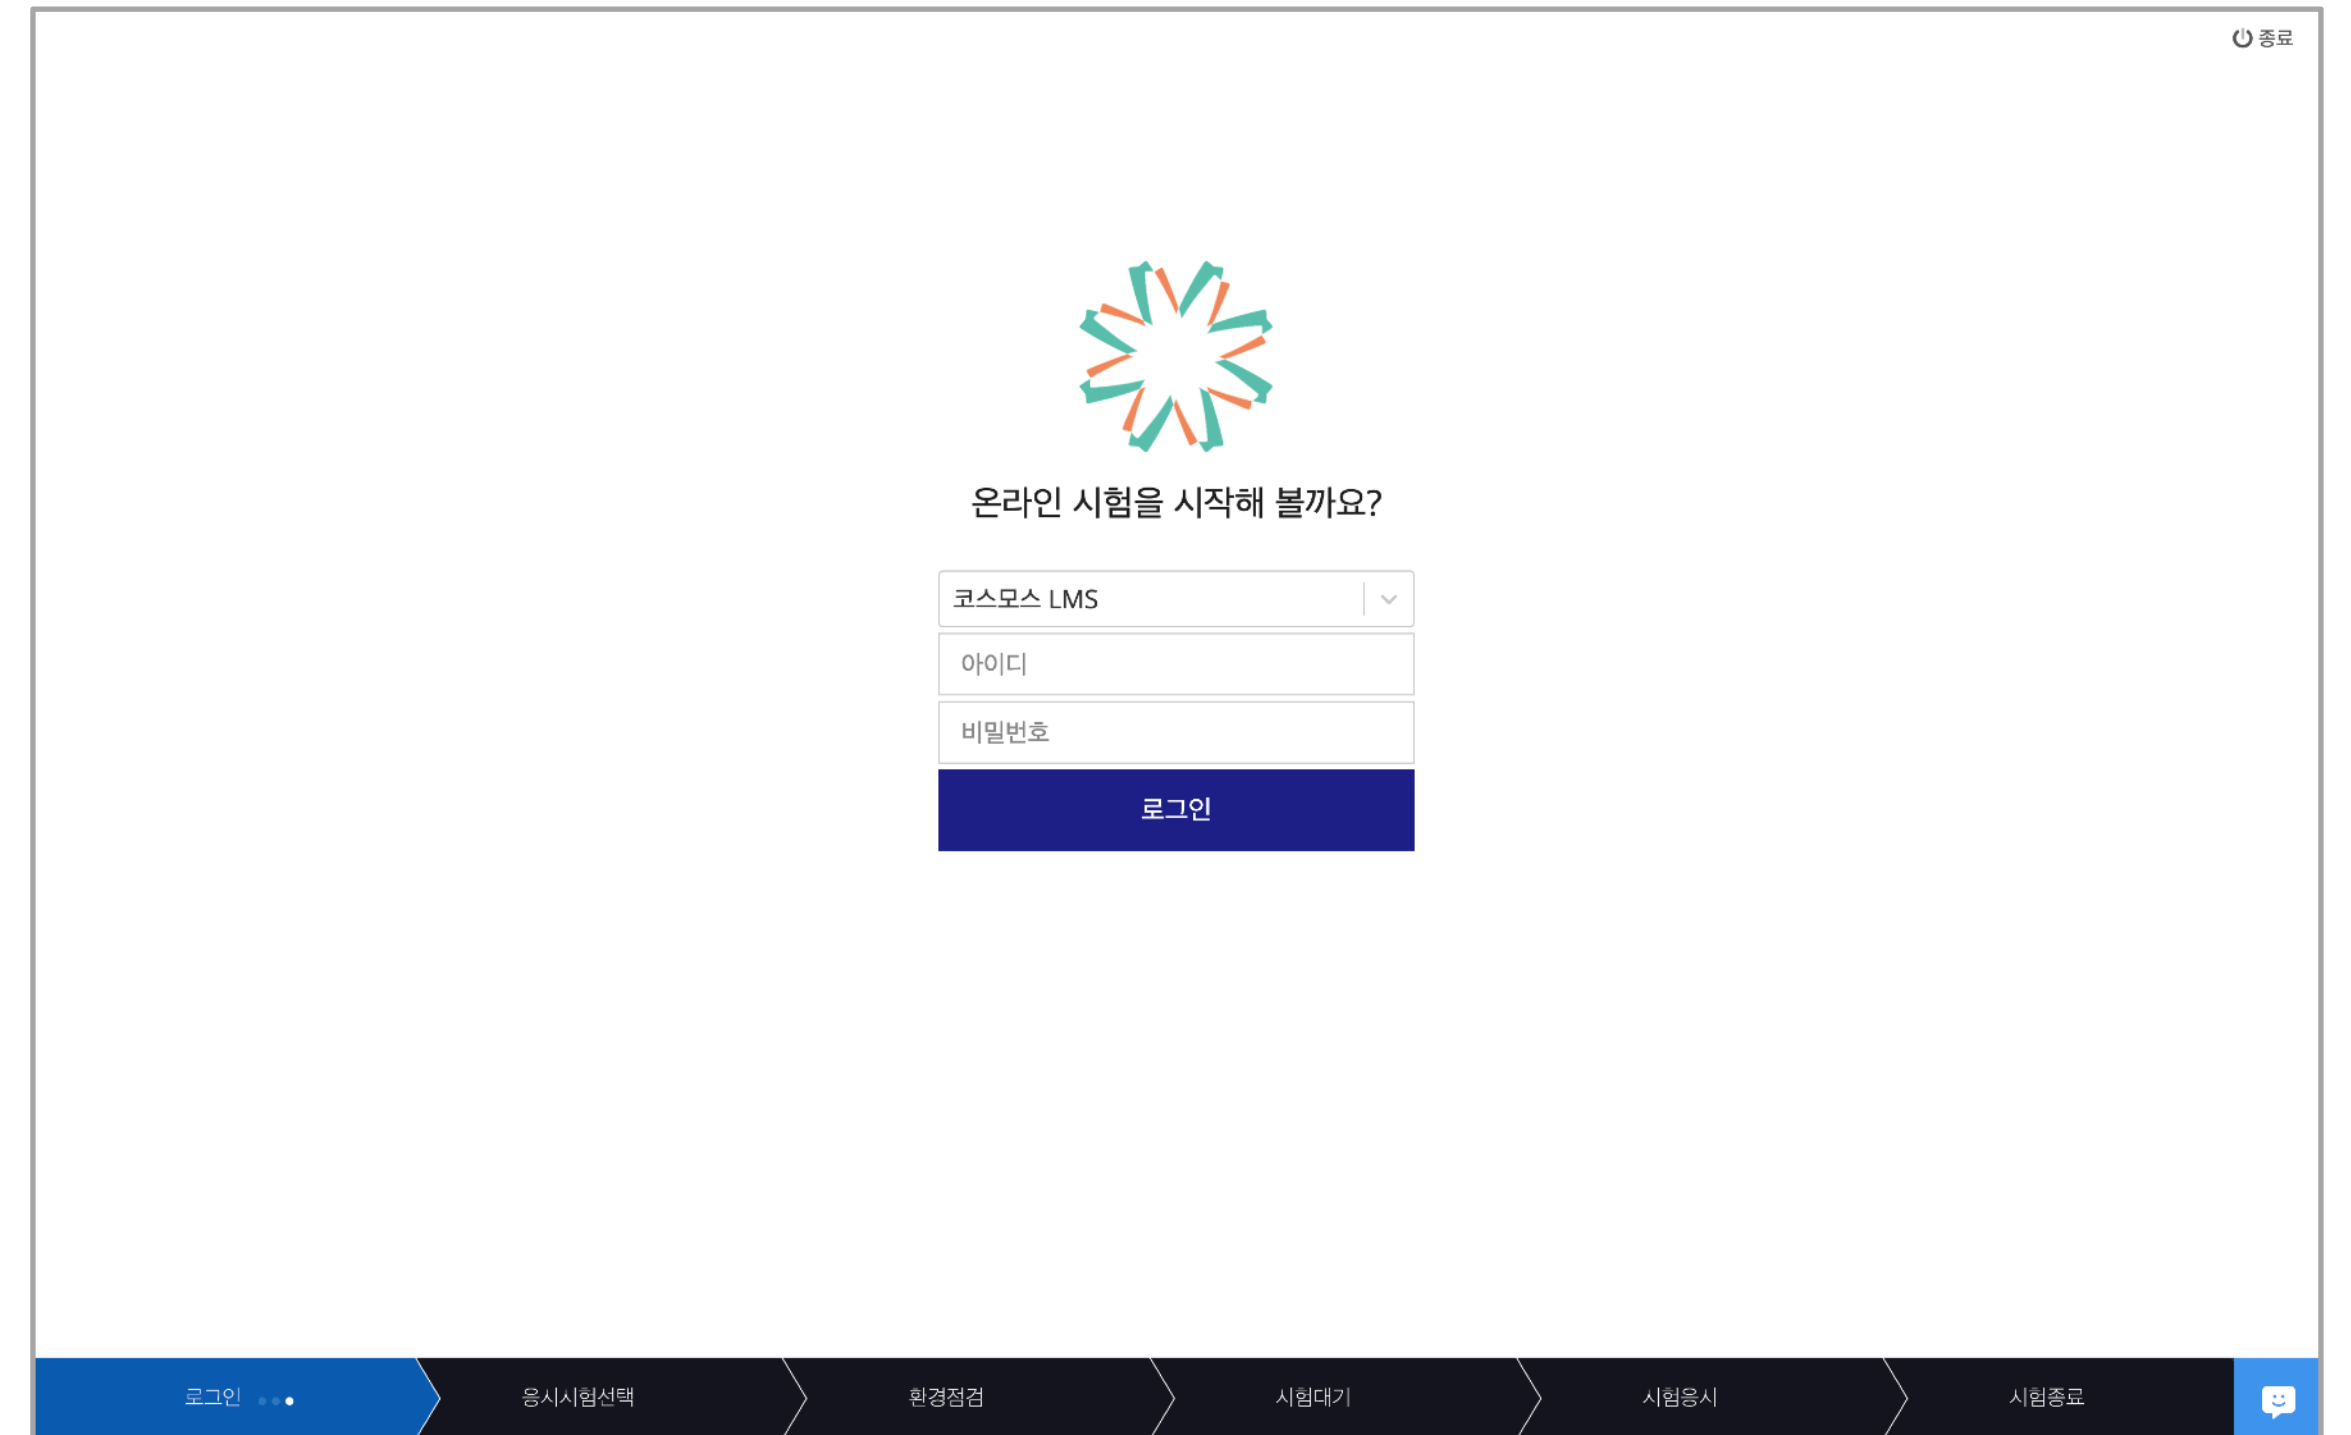 종료
온라인 시험을 시작해 볼까요?
코스모스 LMS
아이디
비밀번호
로그인
로그인 응시시험선택 환경점검 시험대기 시험응시 시험종료